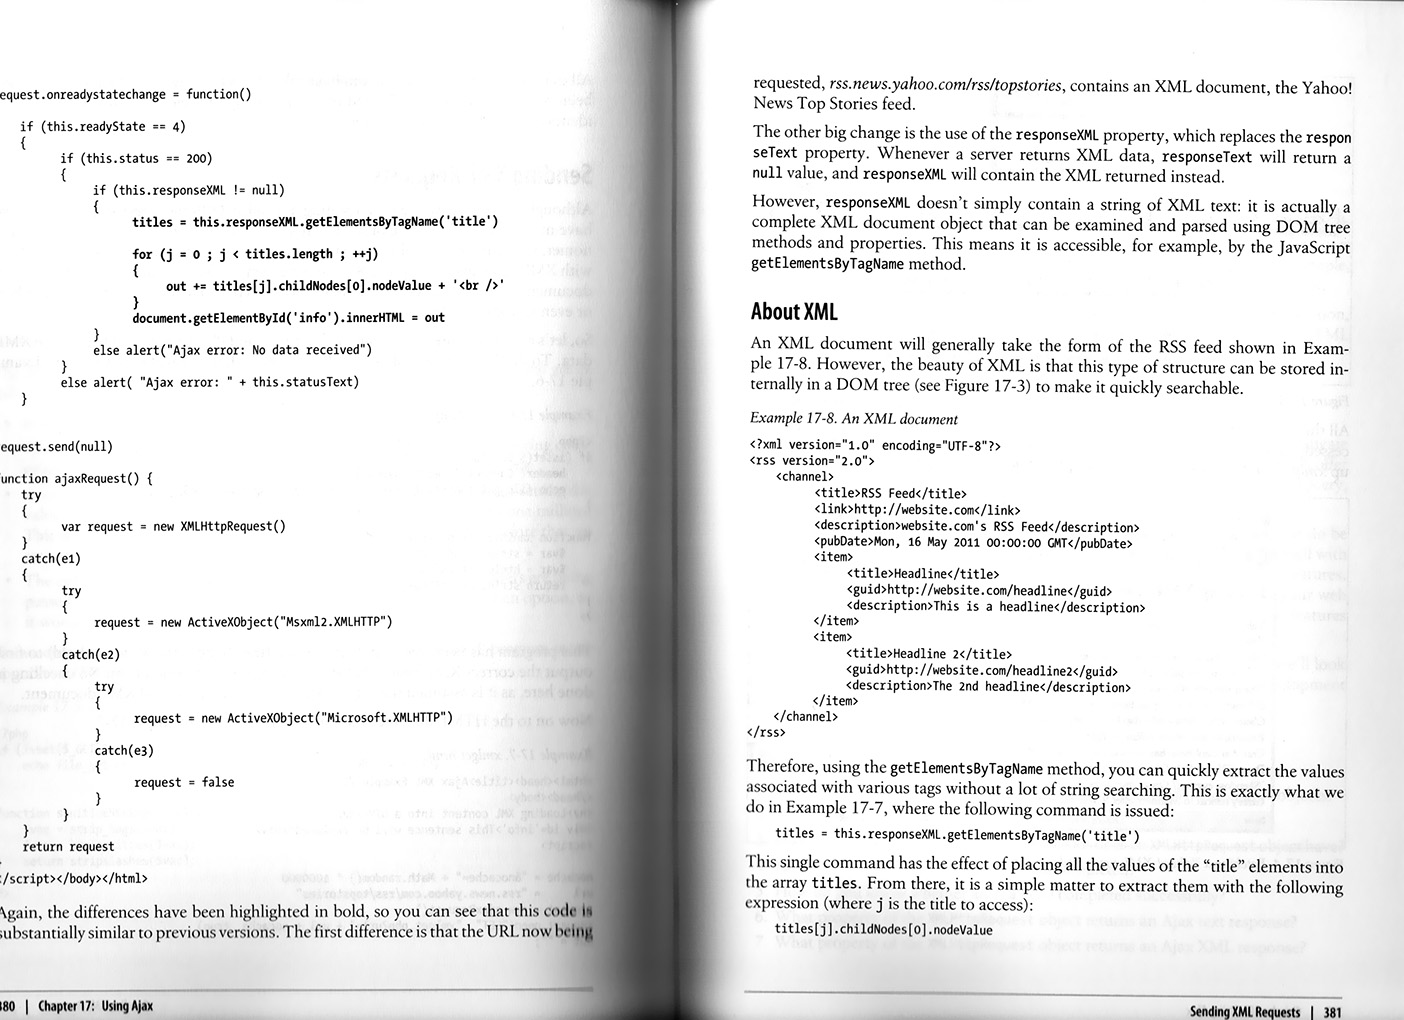 equest.onreadystatechange = function()
if (this.readyState == 4)
{
if (this.status == 200)
{
if (this.responseXML != null)
{
titles = this.responseXML.getElementsByTagName('title')
for (j = 0 ; j < titles.length ; ++j)
{
out += titles[j].childNodes[0].nodeValue + '<br />'
}
document.getElementById('info').innerHTML = out
}
else alert("Ajax error: No data received")
}
else alert( "Ajax error: " + this.statusText)
}
equest.send(null)
unction ajaxRequest() {
try
{
var request = new XMLHttpRequest()
}
catch(e1)
{
try
{
request = new ActiveXObject("Msxml2.XMLHTTP")
}
catch(e2)
{
try
{
request = new ActiveXObject("Microsoft.XMLHTTP")
}
catch(e3)
{
request = false
}
}
}
return request
/script></body></html>
Again, the differences have been highlighted in bold, so you can see that this code is
substantially similar to previous versions. The first difference is that the URL now being
380 | Chapter 17: Using Ajax
requested, rss.news.yahoo.com/rss/topstories, contains an XML document, the Yahoo!
News Top Stories feed.
The other big change is the use of the responseXML property, which replaces the respon
seText property. Whenever a server returns XML data, responseText will return a
null value, and responseXML will contain the XML returned instead.
However, responseXML doesn't simply contain a string of XML text: it is actually a
complete XML document object that can be examined and parsed using DOM tree
methods and properties. This means it is accessible, for example, by the JavaScript
getElementsByTagName method.
About XML
An XML document will generally take the form of the RSS feed shown in Exam-
ple 17-8. However, the beauty of XML is that this type of structure can be stored in-
ternally in a DOM tree (see Figure 17-3) to make it quickly searchable.
Example 17-8. An XML document
<?xml version="1.0" encoding="UTF-8"?>
<rss version="2.0">
<channel>
<title>RSS Feed</title>
<link>http://website.com</link>
<description>website.com's RSS Feed</description>
<pubDate>Mon, 16 May 2011 00:00:00 GMT</pubDate>
<item>
<title>Headline</title>
<guid>http://website.com/headline</guid>
<description>This is a headline</description>
</item>
<item>
<title>Headline 2</title>
<guid>http://website.com/headline2</guid>
<description>The 2nd headline</description>
</item>
</channel>
</rss>
Therefore, using the getElementsByTagName method, you can quickly extract the values
associated with various tags without a lot of string searching. This is exactly what we
do in Example 17-7, where the following command is issued:
titles = this.responseXML.getElementsByTagName('title')
This single command has the effect of placing all the values of the "title" elements into
the array titles. From there, it is a simple matter to extract them with the following
expression (where j is the title to access):
titles[j].childNodes[0].nodeValue
Sending XML Requests | 381